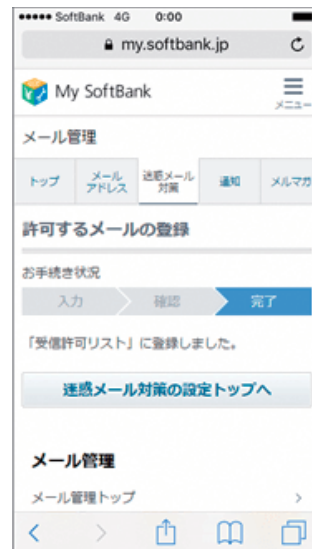 SoftBank 4G 0:00
my.softbank.jp
My SoftBank
メニュー
メール管理
トップ
メール
アドレス
迷惑メール
対策
通知
メルマガ
許可するメールの登録
お手続き状況
入力 確認 完了
「受信許可リスト」に登録しました。
迷惑メール対策の設定トップへ
メール管理
メール管理トップ